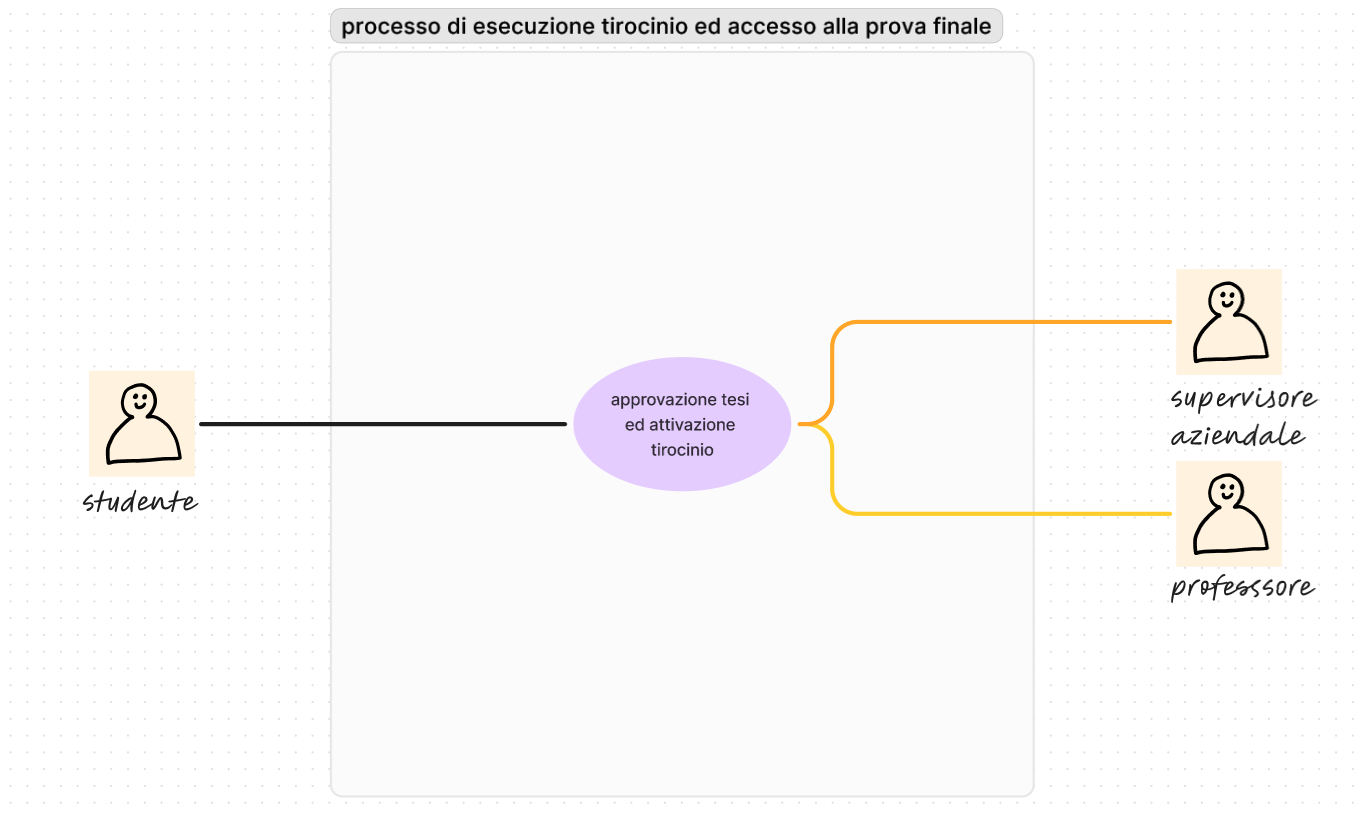 processo di esecuzione tirocinio ed accesso alla prova finale
approvazione tesi
ed attivazione
tirocinio
studente
supervisore
aziendale
professsore